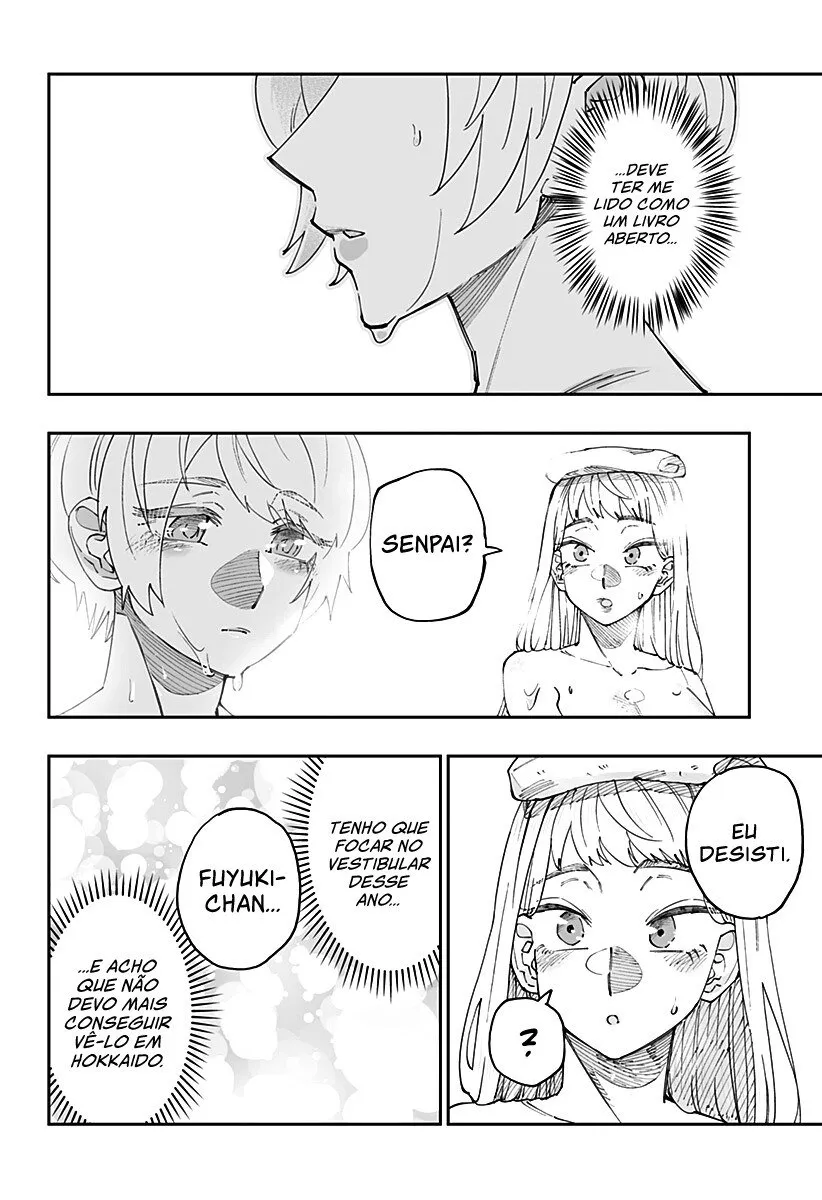 ...DEVE
TER ME
LIDO COMO
UM LIVRO
ABERTO...
SENPAI?
EU
DESISTI.
?
TENHO QUE
FOCAR NO
VESTIBULAR
DESSE
ANO...
FUYUKI-
CHAN...
...E ACHO
QUE NÃO
DEVO MAIS
CONSEGUIR
VÊ-LO EM
HOKKAIDO.